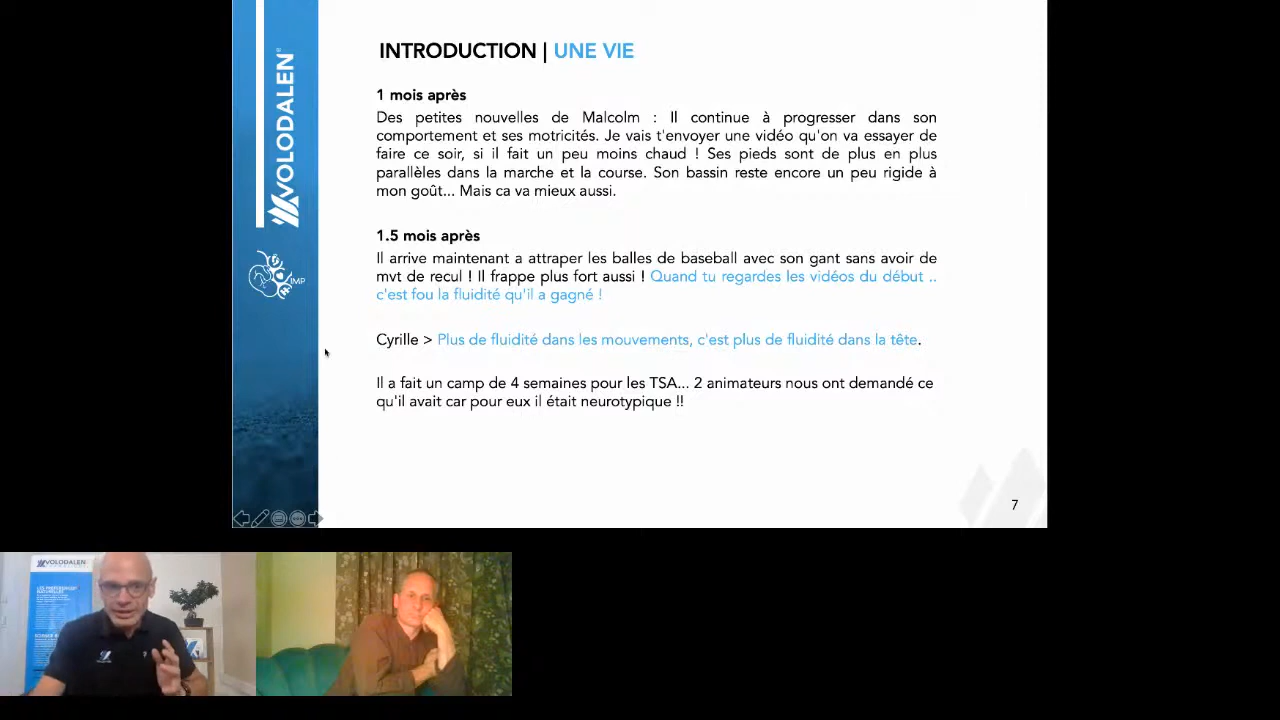 INTRODUCTION | UNE VIE
VOLODALEN
IMP
1 mois après
Des petites nouvelles de Malcolm : Il continue à progresser dans son
comportement et ses motricités. Je vais t'envoyer une vidéo qu'on va essayer de
faire ce soir, si il fait un peu moins chaud ! Ses pieds sont de plus en plus
parallèles dans la marche et la course. Son bassin reste encore un peu rigide à
mon goût... Mais ca va mieux aussi.
1.5 mois après
Il arrive maintenant a attraper les balles de baseball avec son gant sans avoir de
mvt de recul ! Il frappe plus fort aussi ! Quand tu regardes les vidéos du début ..
c'est fou la fluidité qu'il a gagné !
Cyrille > Plus de fluidité dans les mouvements, c'est plus de fluidité dans la tête.
Il a fait un camp de 4 semaines pour les TSA... 2 animateurs nous ont demandé ce
qu'il avait car pour eux il était neurotypique !!
7
VOLODALEN